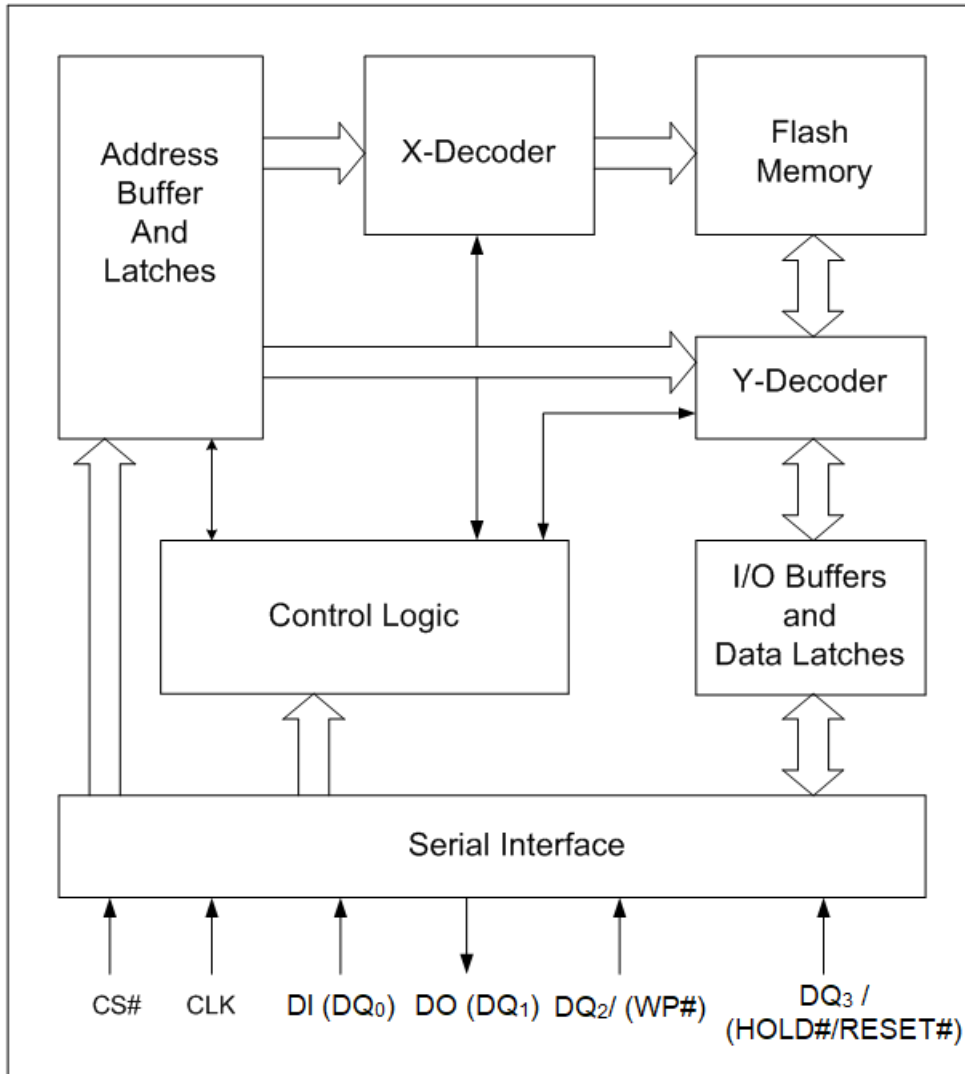 Address
Buffer
And
Latches
X-Decoder
Flash
Memory
Y-Decoder
Control Logic
I/O Buffers
and
Data Latches
Serial Interface
CS#
CLK
DI (DQ₀)
DO (DQ₁)
DQ₂/ (WP#)
DQ₃ /
(HOLD#/RESET#)